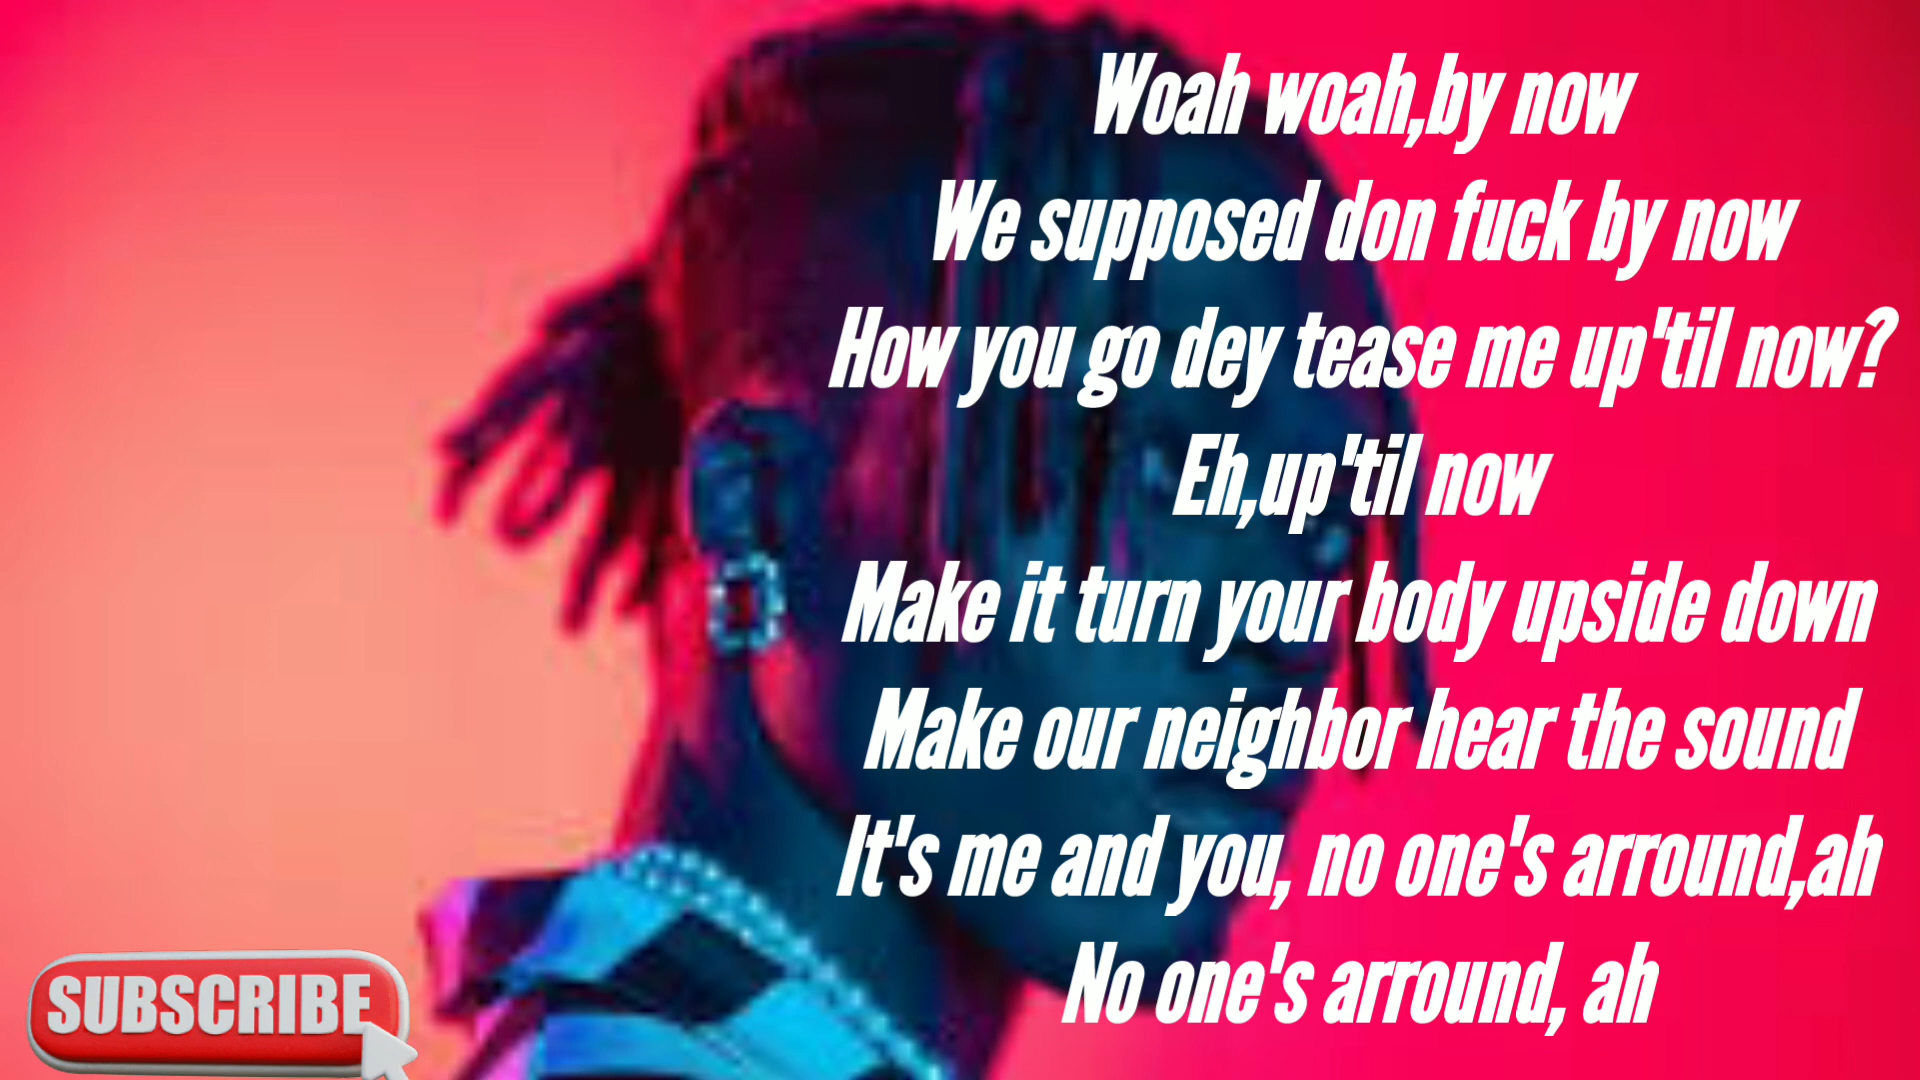 Woah woah,by now
We supposed don fuck by now
How you go dey tease me up'til now?
Eh,up'til now
Make it turn your body upside down
Make our neighbor hear the sound
It's me and you, no one's arround,ah
No one's arround, ah
SUBSCRIBE